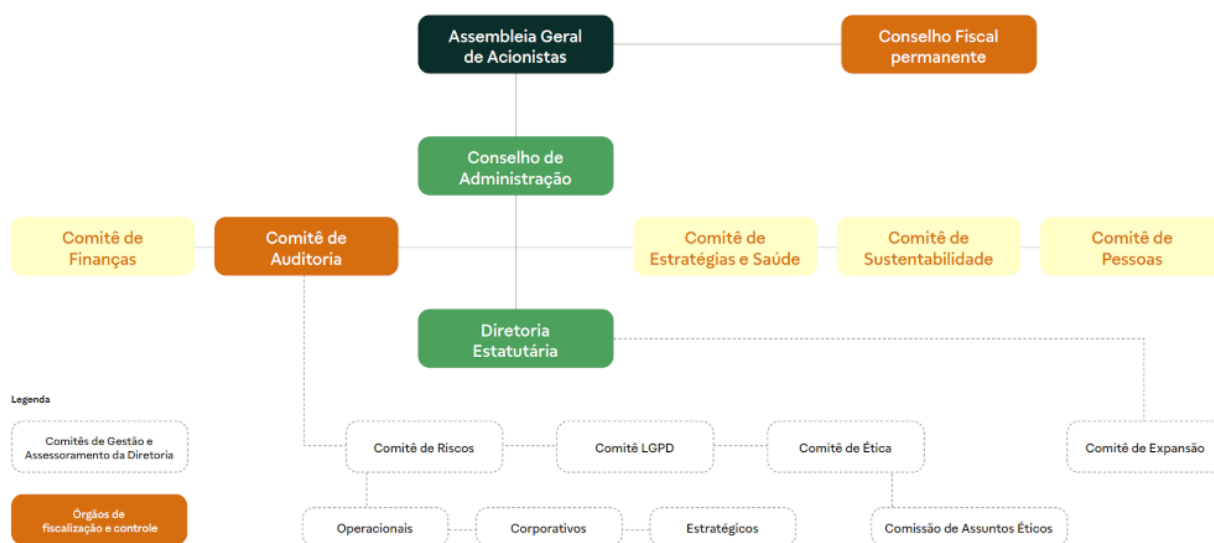 Assembleia Geral
de Acionistas
Conselho Fiscal
permanente
Conselho de
Administração
Comitê de
Finanças
Comitê de
Auditoria
Comitê de
Estratégias e Saúde
Comitê de
Sustentabilidade
Comitê de
Pessoas
Diretoria
Estatutária
Legenda
Comitês de Gestão e
Assessoramento da Diretoria
Órgãos de
fiscalização e controle
Comitê de Riscos
Comitê LGPD
Comitê de Ética
Comitê de Expansão
Operacionais
Corporativos
Estratégicos
Comissão de Assuntos Éticos